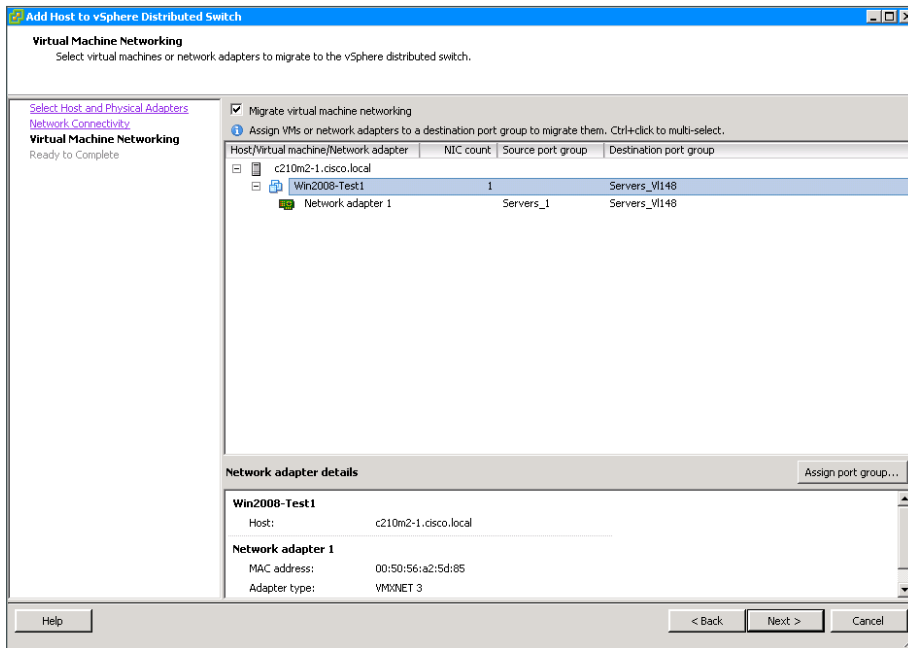 Add Host to vSphere Distributed Switch
Virtual Machine Networking
Select virtual machines or network adapters to migrate to the vSphere distributed switch.
Select Host and Physical Adapters
Network Connectivity
Virtual Machine Networking
Ready to Complete
Migrate virtual machine networking
Assign VMs or network adapters to a destination port group to migrate them. Ctrl+click to multi-select.
Host/Virtual machine/Network adapter NIC count Source port group Destination port group
c210m2-1.cisco.local
Win2008-Test1 1 Servers_Vl148
Network adapter 1 Servers_1 Servers_Vl148
Network adapter details Assign port group...
Win2008-Test1
Host: c210m2-1.cisco.local
Network adapter 1
MAC address: 00:50:56:a2:5d:85
Adapter type: VMXNET 3
Help < Back Next > Cancel